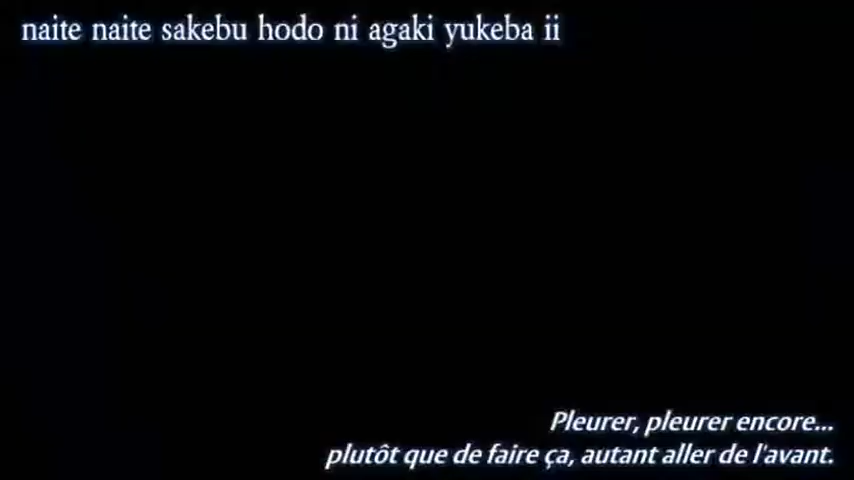 naite naite sakebu hodo ni agaki yukeba ii
Pleurer, pleurer encore...
plutôt que de faire ça, autant aller de l'avant.